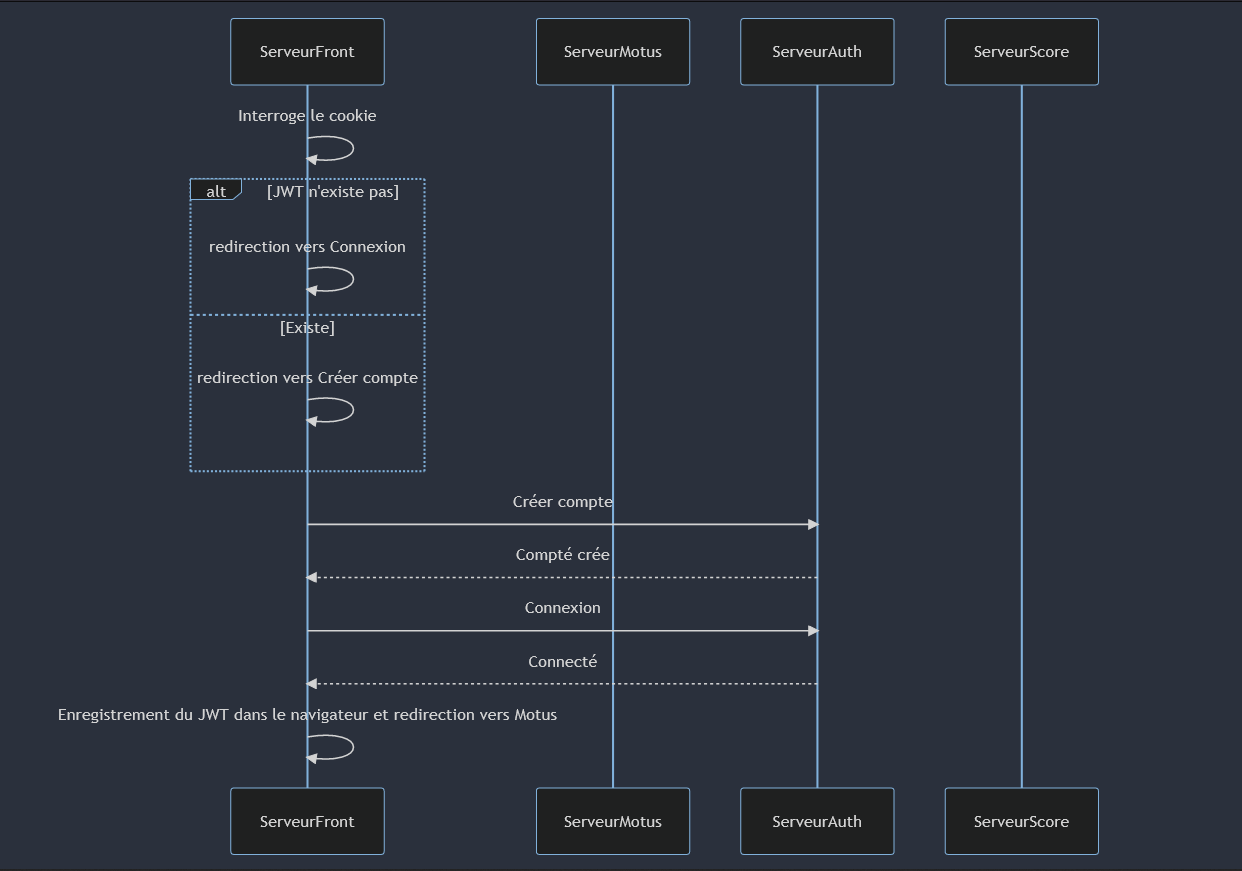 ServeurFront
ServeurMotus
ServeurAuth
ServeurScore
Interroge le cookie
alt
[JWT n'existe pas]
redirection vers Connexion
[Existe]
redirection vers Créer compte
Créer compte
Compté crée
Connexion
Connecté
Enregistrement du JWT dans le navigateur et redirection vers Motus
ServeurFront
ServeurMotus
ServeurAuth
ServeurScore